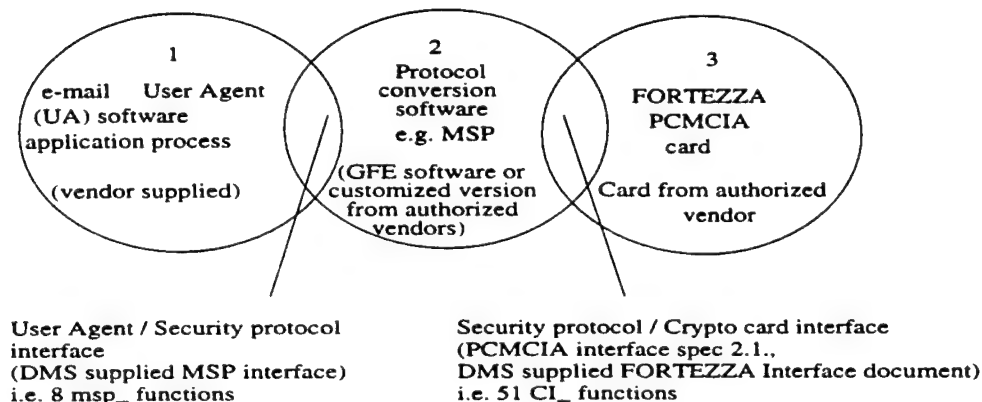 1
e-mail User Agent
(UA) software
application process
(vendor supplied)
2
Protocol
conversion
software
e.g. MSP
(GFE software or
customized version
from authorized
vendors)
3
FORTEZZA
PCMCIA
card
Card from authorized
vendor
User Agent / Security protocol
interface
(DMS supplied MSP interface)
i.e. 8 msp_ functions
Security protocol / Crypto card interface
(PCMCIA interface spec 2.1.,
DMS supplied FORTEZZA Interface document)
i.e. 51 CI_ functions